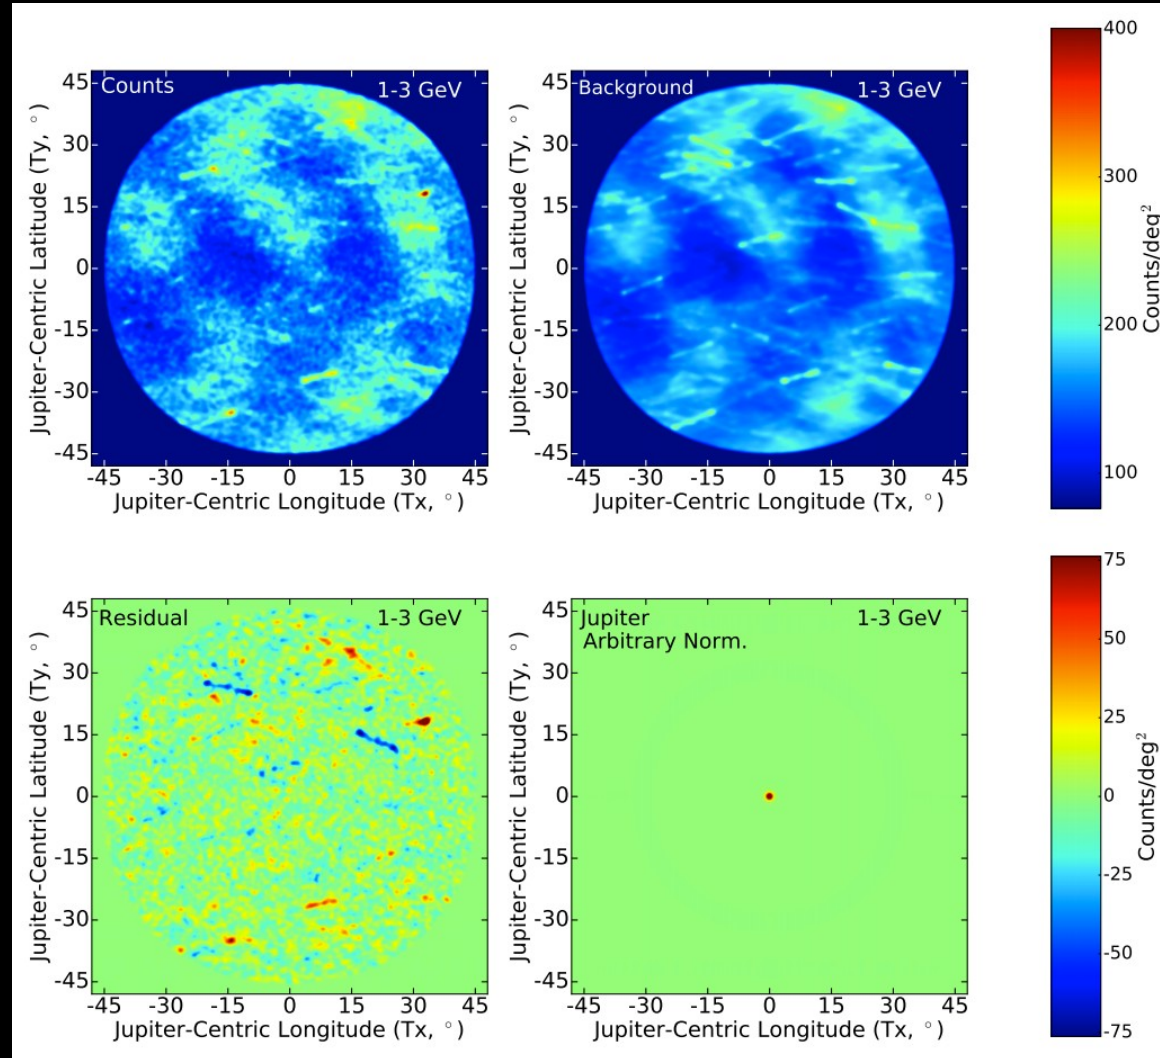 Counts 1-3 GeV
45
30
15
0
-15
-30
-45
Jupiter-Centric Latitude (Ty, °)
-45 -30 -15 0 15 30 45
Jupiter-Centric Longitude (Tx, °)
Background 1-3 GeV
45
30
15
0
-15
-30
-45
Jupiter-Centric Latitude (Ty, °)
-45 -30 -15 0 15 30 45
Jupiter-Centric Longitude (Tx, °)
400
300
200
100
Counts/deg²
Residual 1-3 GeV
45
30
15
0
-15
-30
-45
Jupiter-Centric Latitude (Ty, °)
-45 -30 -15 0 15 30 45
Jupiter-Centric Longitude (Tx, °)
Jupiter 1-3 GeV
Arbitrary Norm.
45
30
15
0
-15
-30
-45
Jupiter-Centric Latitude (Ty, °)
-45 -30 -15 0 15 30 45
Jupiter-Centric Longitude (Tx, °)
75
50
25
0
-25
-50
-75
Counts/deg²